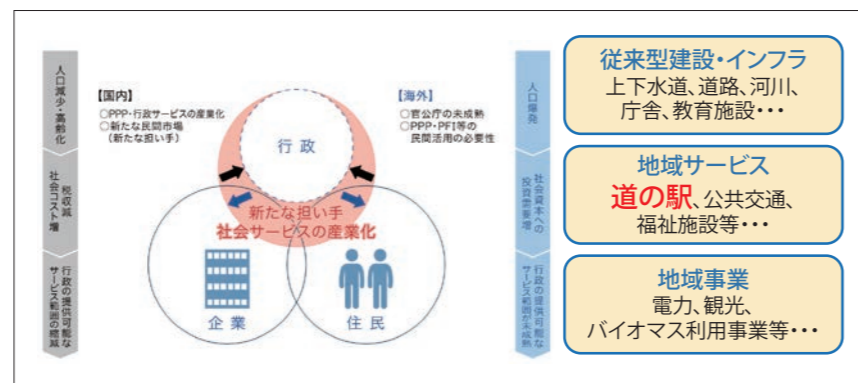 人口減少・高齢化
税収減
社会コスト増
行政の提供可能な
サービス範囲の縮減
【国内】
○PPP・行政サービスの産業化
○新たな民間市場
（新たな担い手）
行政
新たな担い手
社会サービスの産業化
企業
住民
【海外】
○官公庁の未成熟
○PPP・PFI等の
民間活用の必要性
人口爆発
社会資本への
投資需要増
行政の提供可能な
サービス範囲が未成熟
従来型建設・インフラ
上下水道、道路、河川、
庁舎、教育施設・・・
地域サービス
道の駅、公共交通、
福祉施設等・・・
地域事業
電力、観光、
バイオマス利用事業等・・・